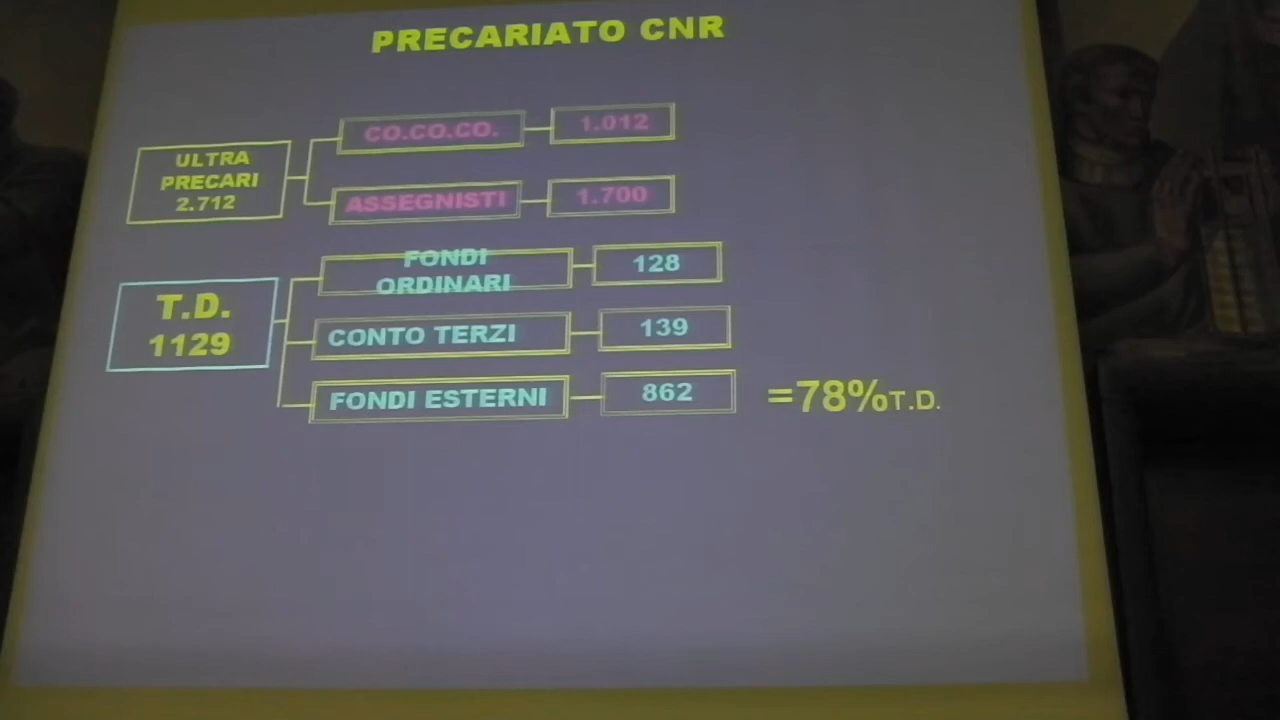 PRECARIATO CNR
ULTRA
PRECARI
2.712
CO.CO.CO.
1.012
ASSEGNISTI
1.700
T.D.
1129
FONDI
ORDINARI
128
CONTO TERZI
139
FONDI ESTERNI
862
=78%T.D.